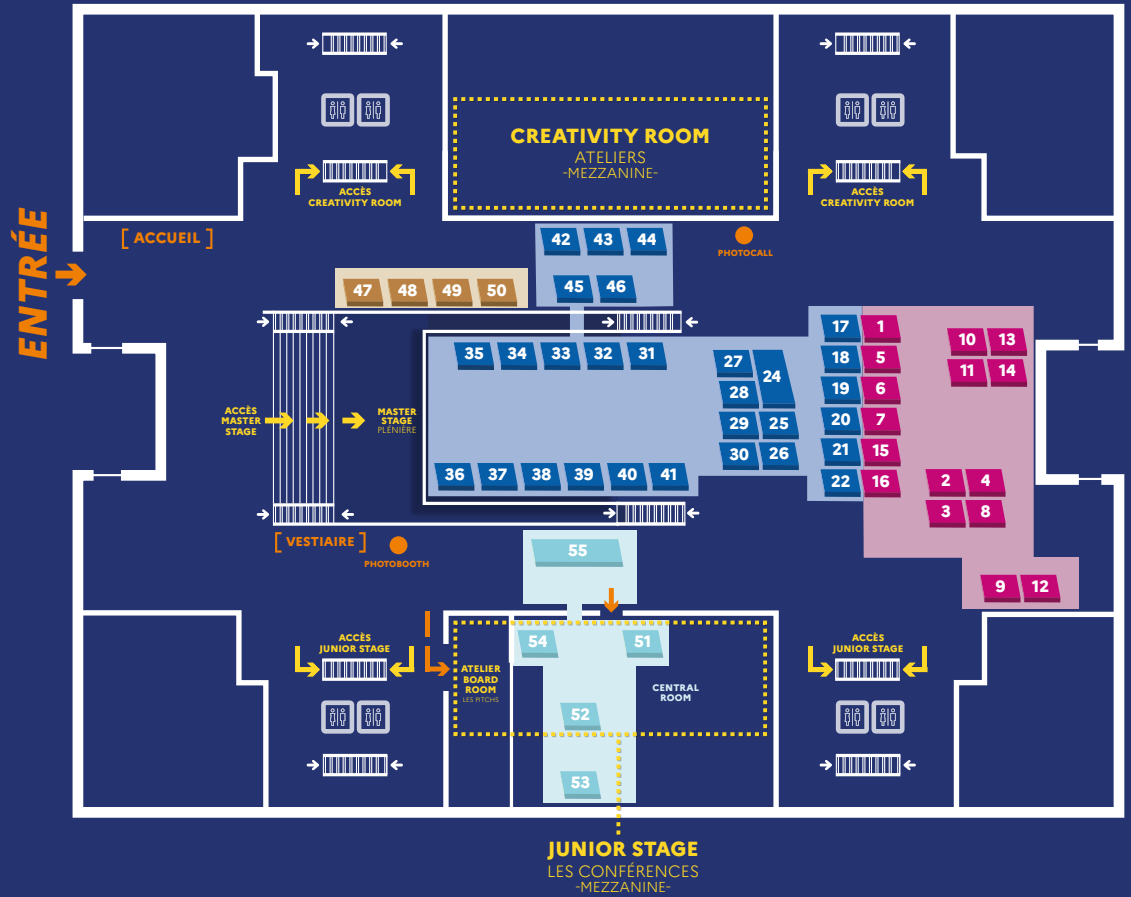 CREATIVITY ROOM
ATELIERS
-MEZZANINE-
ACCÈS
CREATIVITY ROOM
ACCÈS
CREATIVITY ROOM
ENTRÉE
[ ACCUEIL ]
PHOTOCALL
42 43 44
45 46
47 48 49 50
35 34 33 32 31
27 24
28
29 25
30 26
17 1
18 5
19 6
20 7
21 15
22 16
10 13
11 14
2 4
3 8
9 12
ACCÈS
MASTER
STAGE
MASTER
STAGE
PLÉNIÈRE
36 37 38 39 40 41
[ VESTIAIRE ]
PHOTOBOOTH
55
54 51
52
53
ACCÈS
JUNIOR STAGE
ATELIER
BOARD
ROOM
LES PITCHS
CENTRAL
ROOM
ACCÈS
JUNIOR STAGE
JUNIOR STAGE
LES CONFÉRENCES
-MEZZANINE-